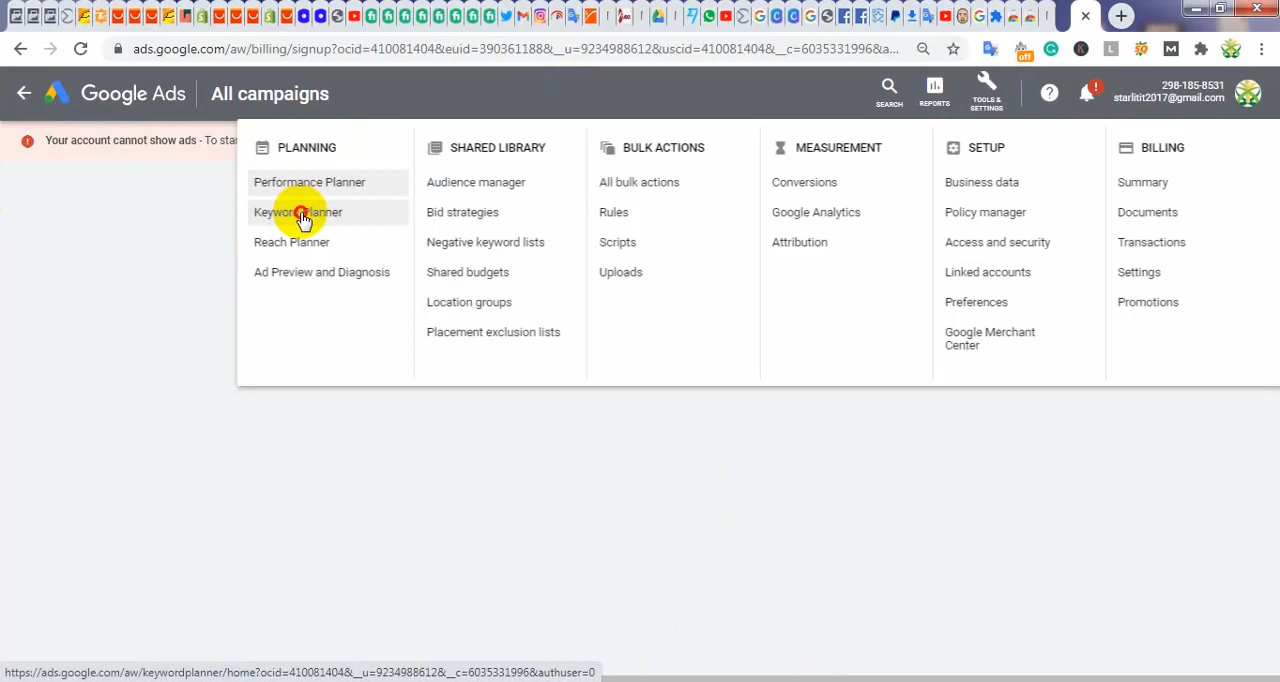 ads.google.com/aw/billing/signup?ocid=410081404&euid=390361188&__u=9234988612&uscid=41081404&__c=6035331996&a...
off
Google Ads
All campaigns
SEARCH
REPORTS
TOOLS &
SETTINGS
298-185-8531
starlitit2017@gmail.com
Your account cannot show ads - To star
PLANNING
Performance Planner
Keyword Planner
Reach Planner
Ad Preview and Diagnosis
SHARED LIBRARY
Audience manager
Bid strategies
Negative keyword lists
Shared budgets
Location groups
Placement exclusion lists
BULK ACTIONS
All bulk actions
Rules
Scripts
Uploads
MEASUREMENT
Conversions
Google Analytics
Attribution
SETUP
Business data
Policy manager
Access and security
Linked accounts
Preferences
Google Merchant
Center
BILLING
Summary
Documents
Transactions
Settings
Promotions
https://ads.google.com/aw/keywordplanner/home?ocid=410081404&__u=9234988612&__c=6035331996&authuser=0